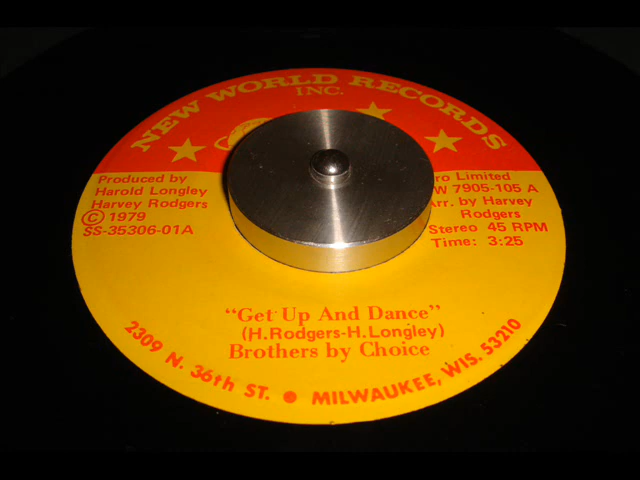 NEW WORLD RECORDS
INC.
Produced by
Harold Longley
Harvey Rodgers
© 1979
SS-35306-01A
Limited
7905-105 A
by Harvey
Rodgers
Stereo 45 RPM
Time: 3:25
"Get Up And Dance"
(H. Rodgers-H. Longley)
Brothers by Choice
2309 N. 36th ST. • MILWAUKEE, WIS. 53210